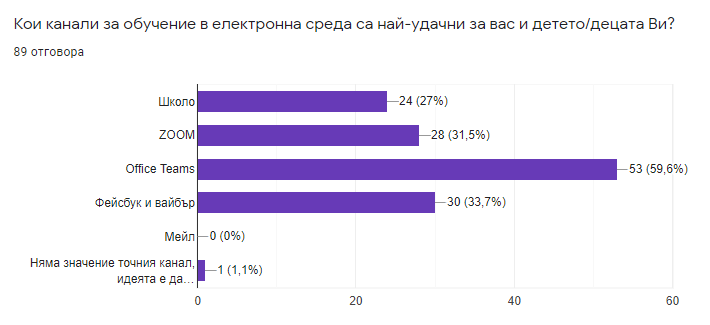 Кои канали за обучение в електронна среда са най-удачни за вас и детето/децата Ви?
89 отговора
Школо
24 (27%)
ZOOM
28 (31,5%)
Office Teams
53 (59,6%)
Фейсбук и вайбър
30 (33,7%)
Мейл
0 (0%)
Няма значение точния канал,
идеята е да…
1 (1,1%)
0
20
40
60